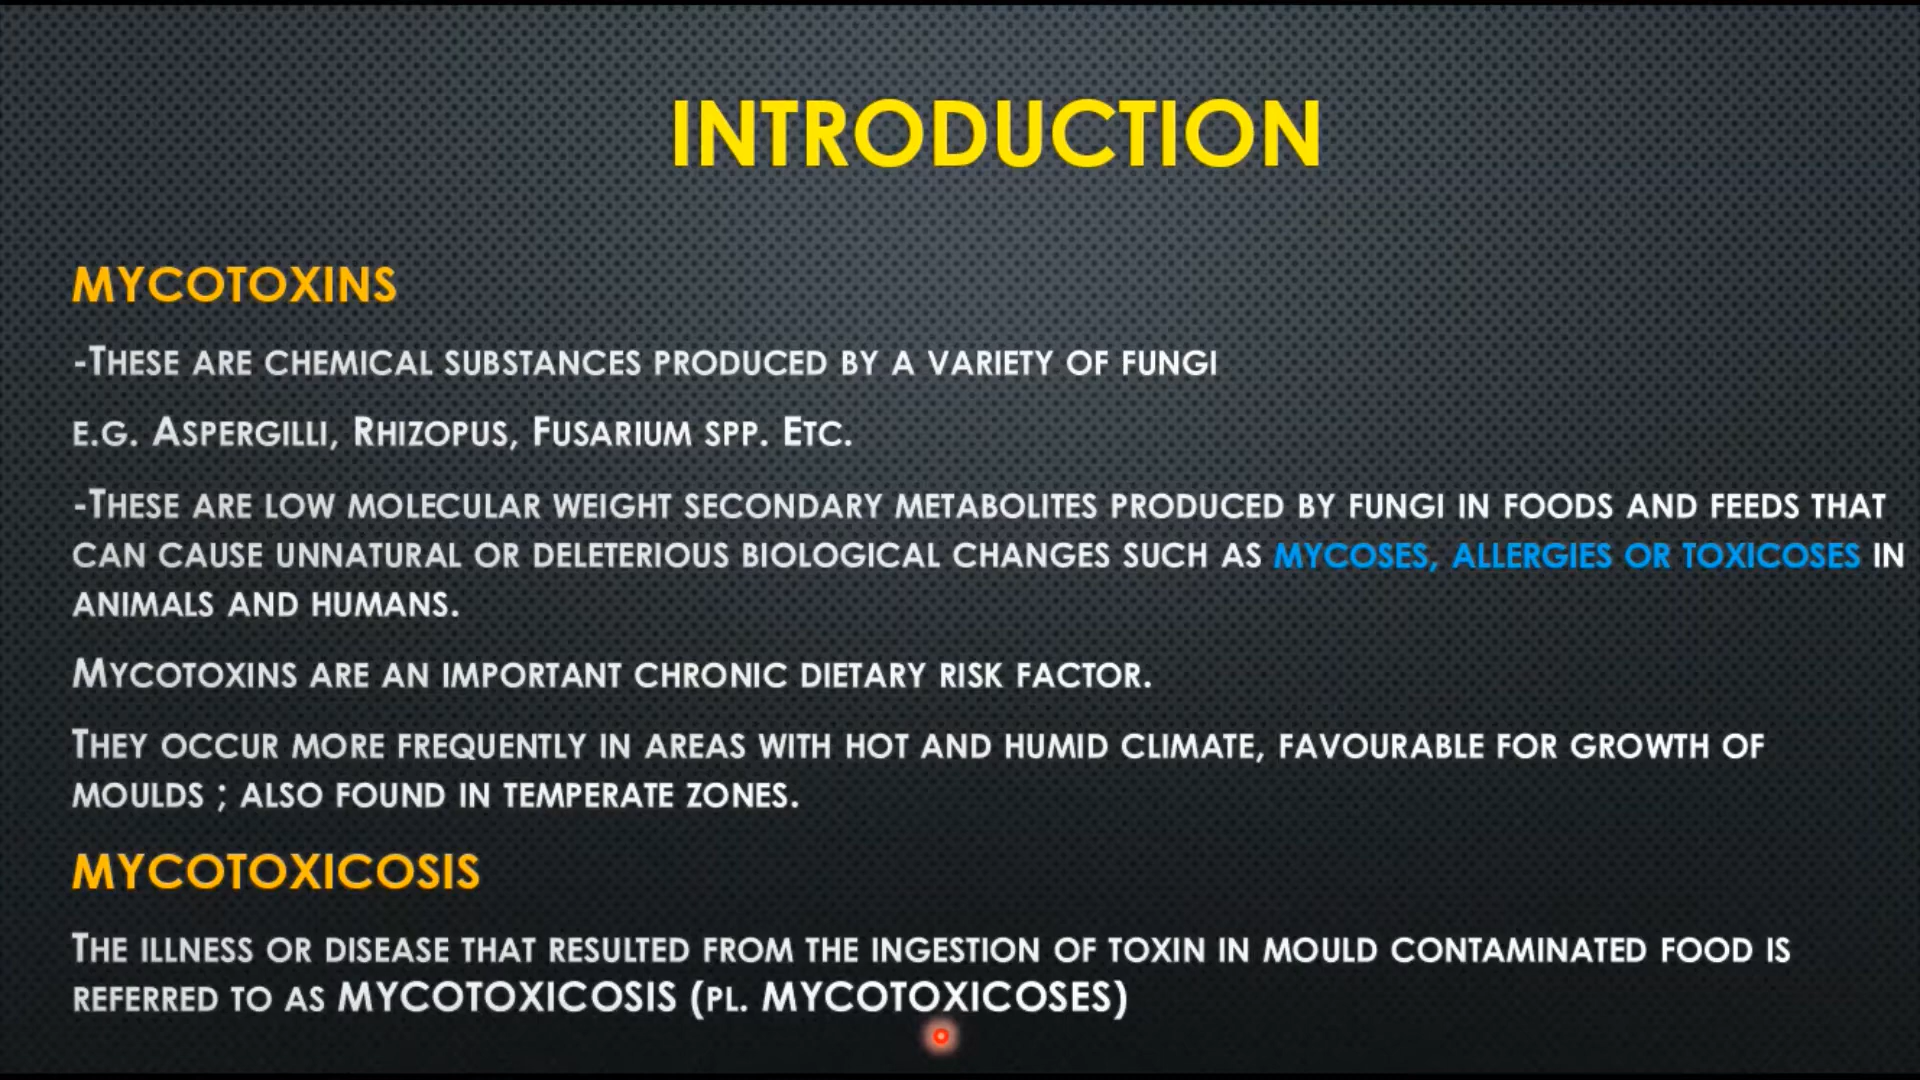 INTRODUCTION
MYCOTOXINS
-These are chemical substances produced by a variety of fungi
e.g. Aspergilli, Rhizopus, Fusarium spp. Etc.
-These are low molecular weight secondary metabolites produced by fungi in foods and feeds that
can cause unnatural or deleterious biological changes such as mycoses, allergies or toxicoses in
animals and humans.
Mycotoxins are an important chronic dietary risk factor.
They occur more frequently in areas with hot and humid climate, favourable for growth of
moulds ; also found in temperate zones.
MYCOTOXICOSIS
The illness or disease that resulted from the ingestion of toxin in mould contaminated food is
referred to as MYCOTOXICOSIS (pl. MYCOTOXICOSES)